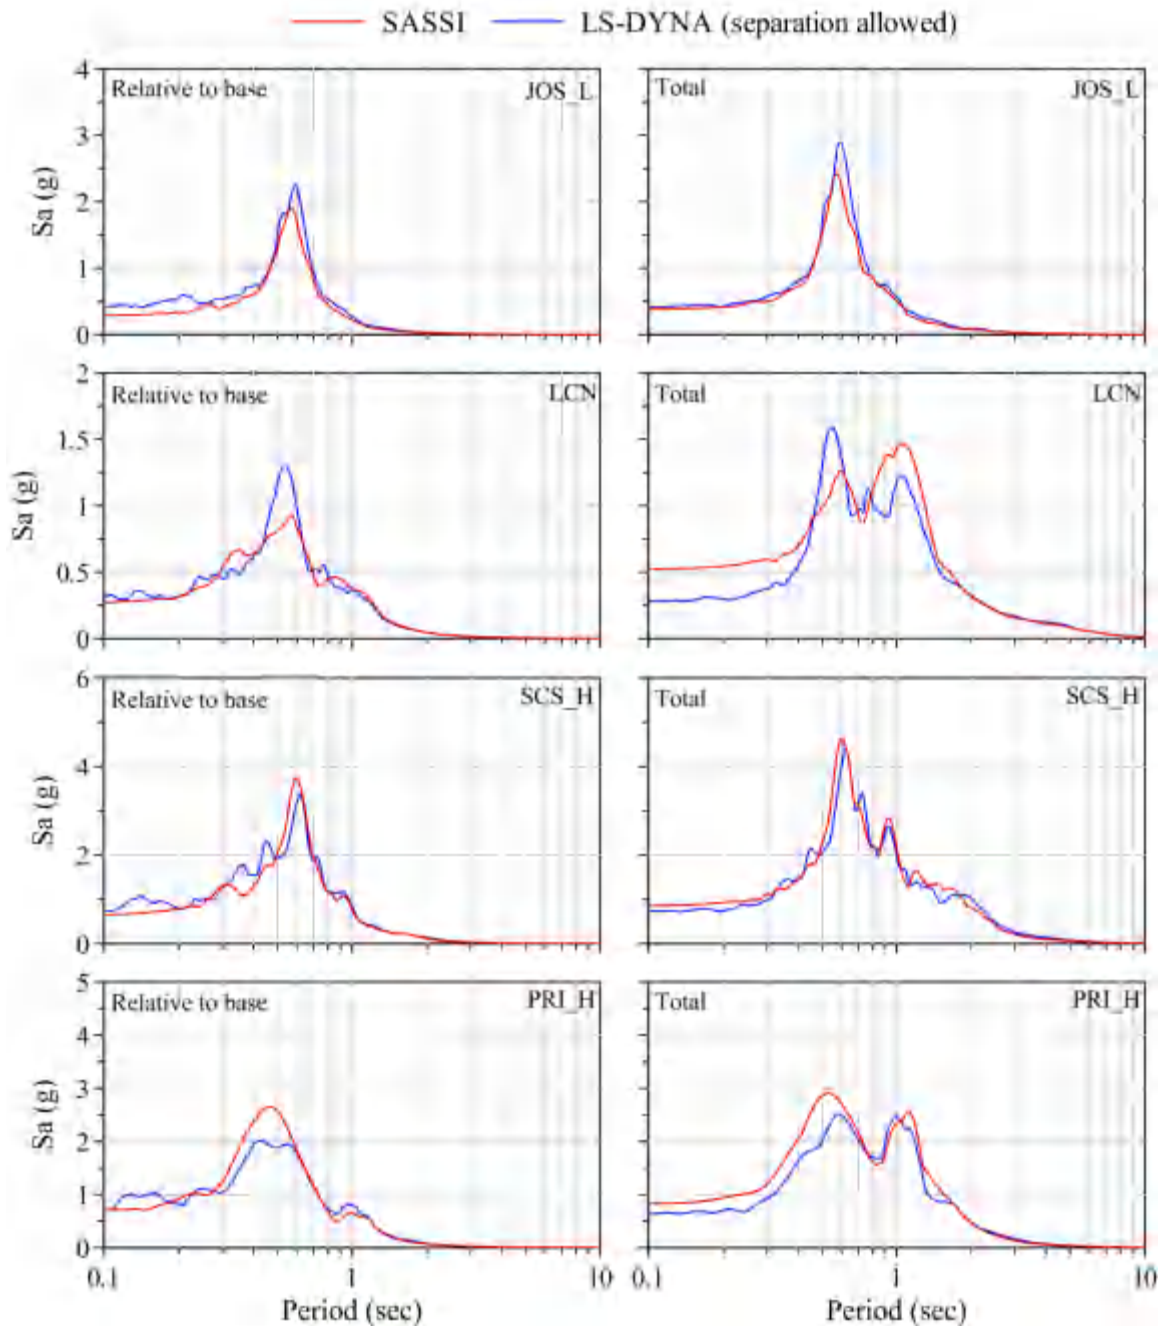 SASSI LS-DYNA (separation allowed)
4 Relative to base JOS_L Total JOS_L
3
Sa (g)
2
1
0
2 Relative to base LCN Total LCN
1.5
Sa (g)
1
0.5
0
6 Relative to base SCS_H Total SCS_H
4
Sa (g)
2
0
5 Relative to base PRI_H Total PRI_H
4
3
Sa (g)
2
1
0
0.1 1 10 0.1 1 10
Period (sec) Period (sec)